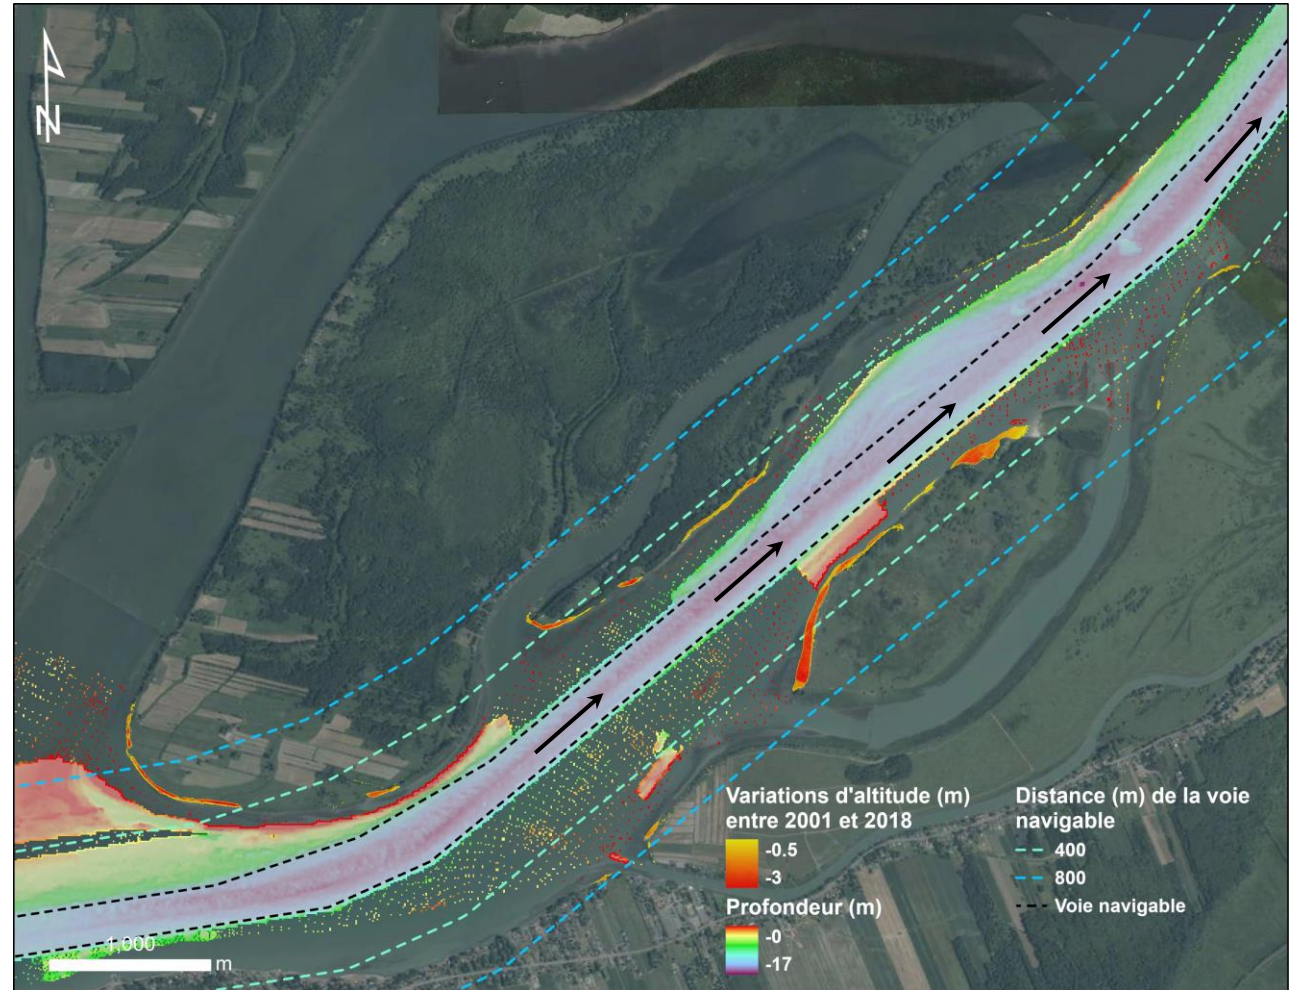 N
1,000
m
Variations d'altitude (m)
entre 2001 et 2018
-0.5
-3
Profondeur (m)
-0
-17
Distance (m) de la voie
navigable
400
800
Voie navigable